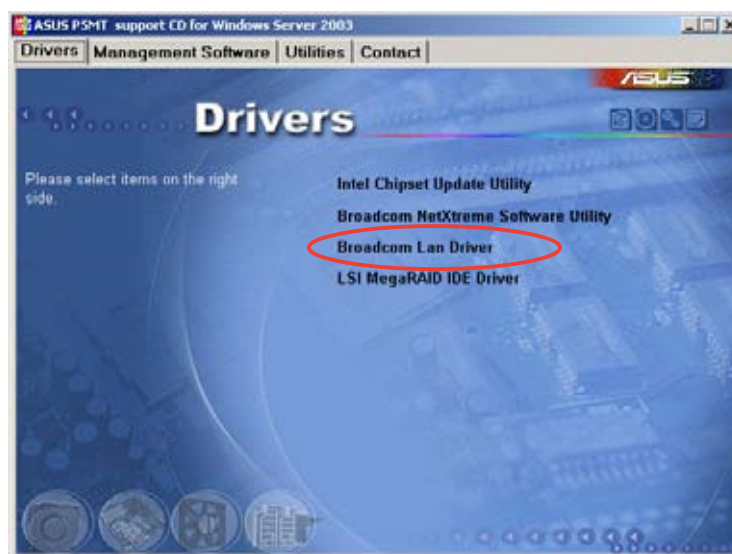 ASUS P5MT support CD for Windows Server 2003
Drivers Management Software Utilities Contact
ASUS
Drivers
Please select items on the right
side.
Intel Chipset Update Utility
Broadcom NetXtreme Software Utility
Broadcom Lan Driver
LSI MegaRAID IDE Driver